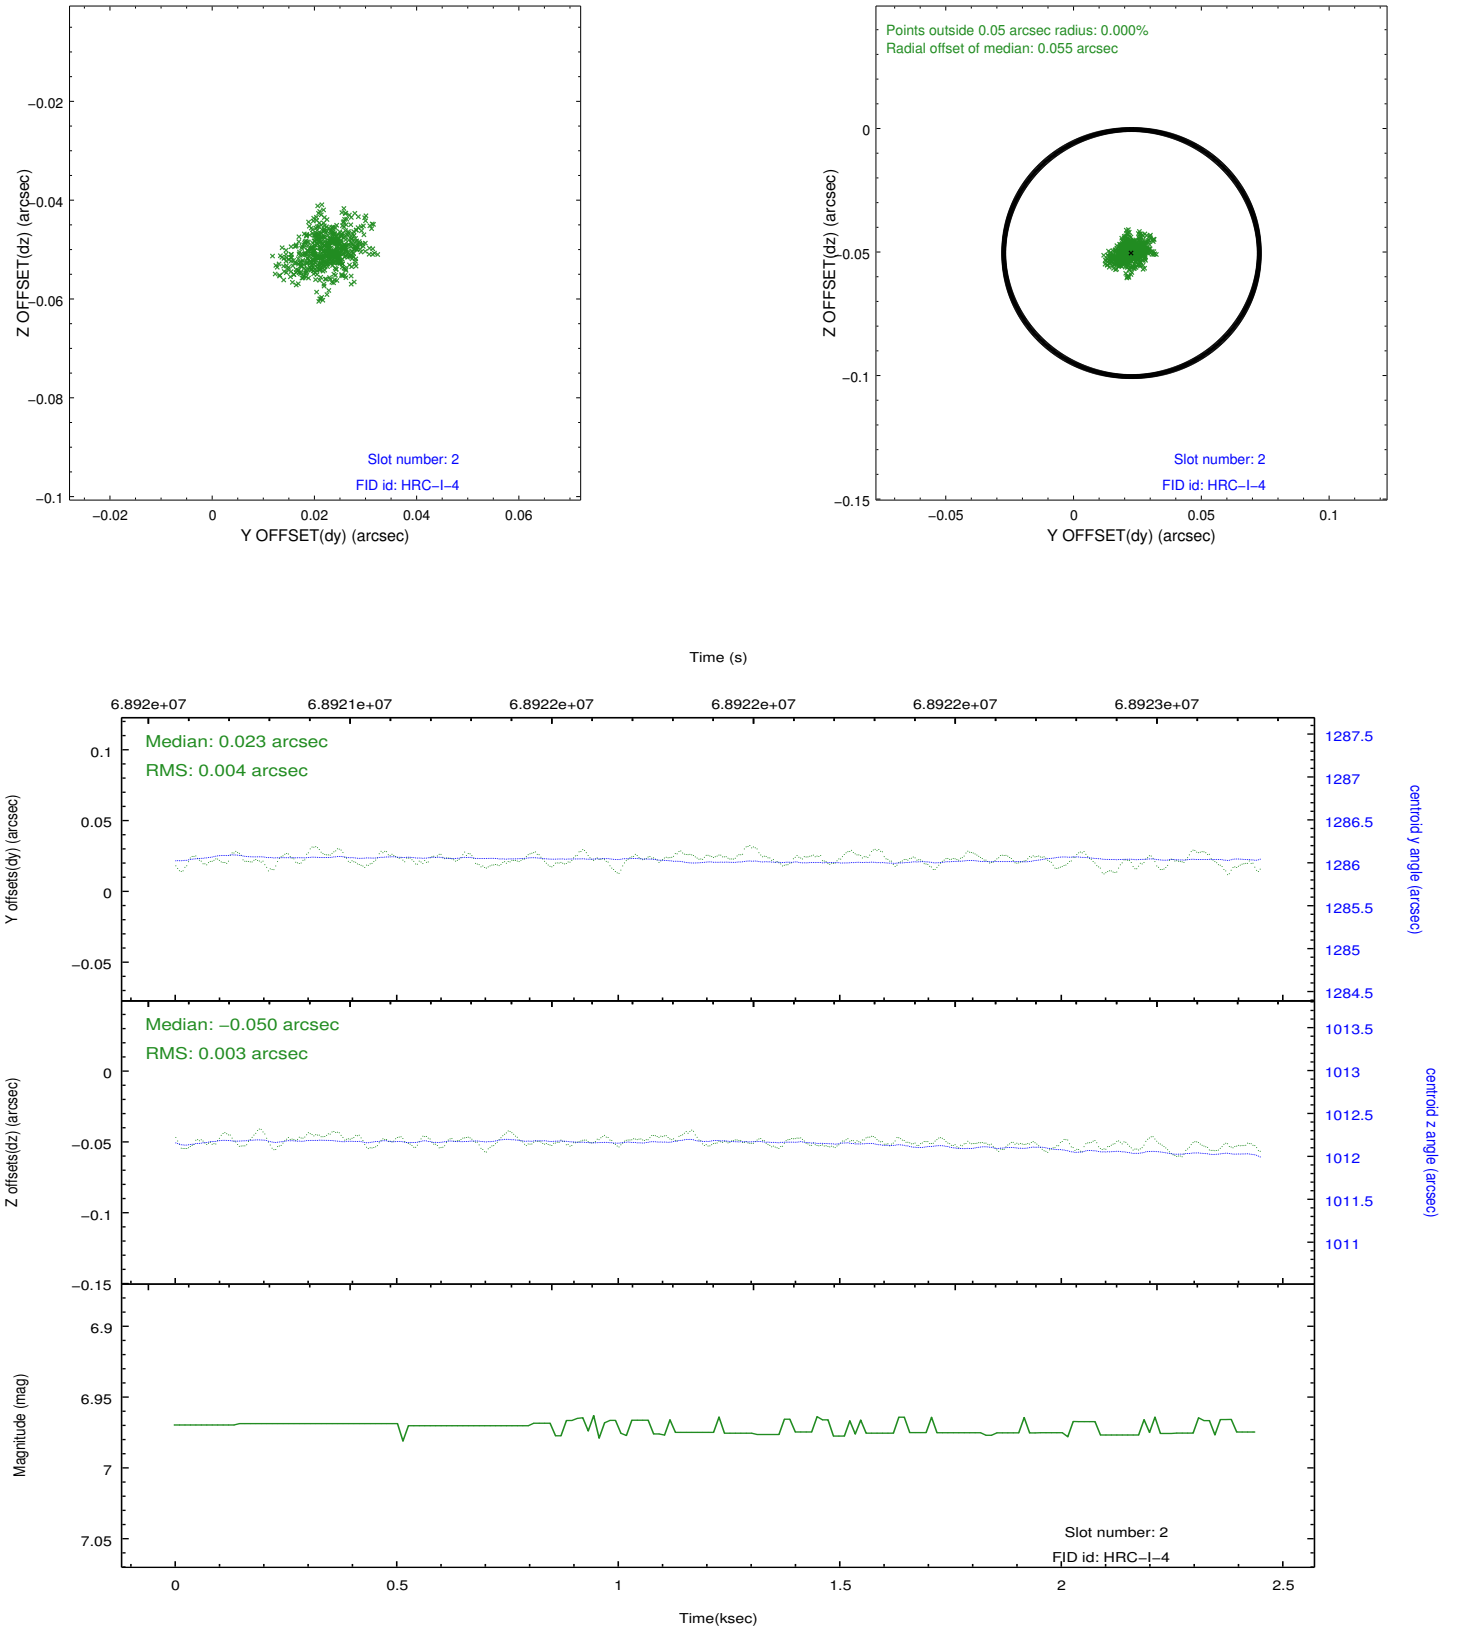 −0.02
−0.04
−0.06
−0.08
−0.1
Z OFFSET(dz) (arcsec)
Slot number: 2
FID id: HRC−I−4
−0.02 0 0.02 0.04 0.06
Y OFFSET(dy) (arcsec)
Points outside 0.05 arcsec radius: 0.000%
Radial offset of median: 0.055 arcsec
0
−0.05
−0.1
−0.15
Z OFFSET(dz) (arcsec)
Slot number: 2
FID id: HRC−I−4
−0.05 0 0.05 0.1
Y OFFSET(dy) (arcsec)
Time (s)
6.892e+07 6.8921e+07 6.8922e+07 6.8922e+07 6.8922e+07 6.8923e+07
Median: 0.023 arcsec
RMS: 0.004 arcsec
0.1
0.05
0
−0.05
Y offsets(dy) (arcsec)
1287.5
1287
1286.5
1286
1285.5
1285
1284.5
centroid y angle (arcsec)
Median: −0.050 arcsec
RMS: 0.003 arcsec
0
−0.05
−0.1
−0.15
Z offsets(dz) (arcsec)
1013.5
1013
1012.5
1012
1011.5
1011
centroid z angle (arcsec)
6.9
6.95
7
7.05
Magnitude (mag)
Slot number: 2
FID id: HRC−I−4
0 0.5 1 1.5 2 2.5
Time(ksec)